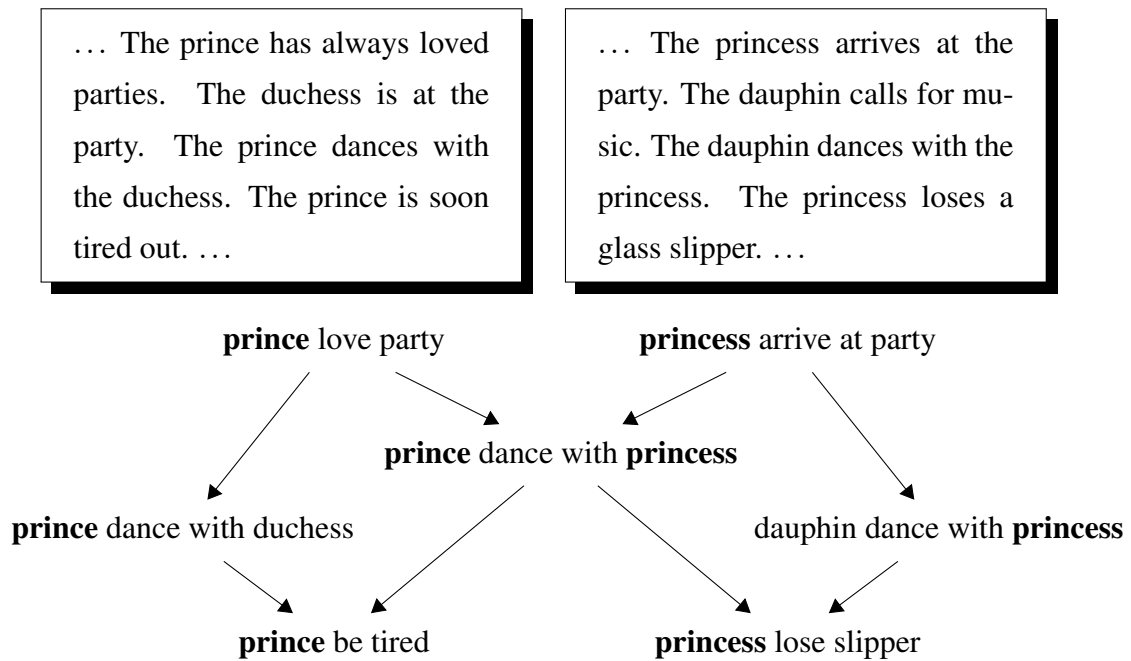 … The prince has always loved
parties. The duchess is at the
party. The prince dances with
the duchess. The prince is soon
tired out. …
… The princess arrives at the
party. The dauphin calls for mu-
sic. The dauphin dances with the
princess. The princess loses a
glass slipper. …
prince love party
princess arrive at party
prince dance with princess
prince dance with duchess
dauphin dance with princess
prince be tired
princess lose slipper